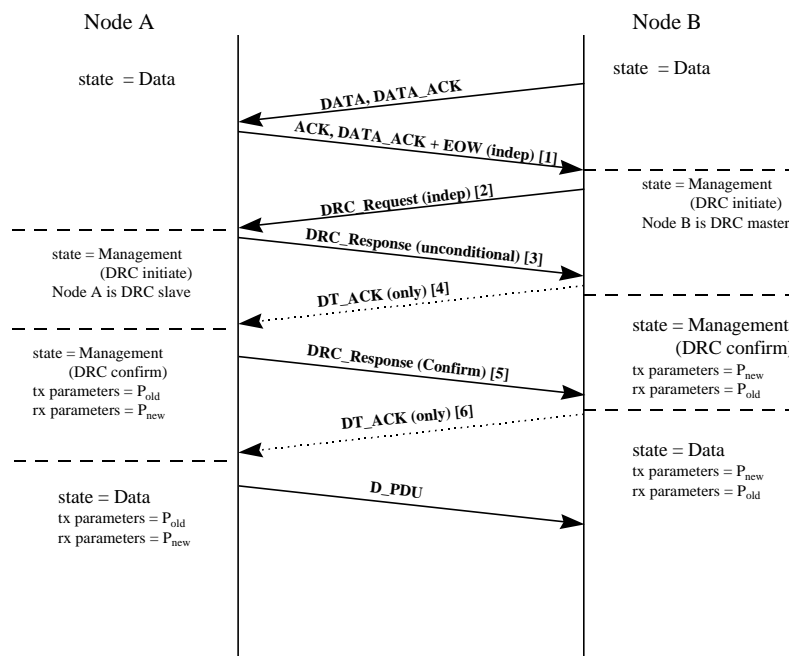 Node A
Node B
state = Data
state = Data
DATA, DATA_ACK
ACK, DATA_ACK + EOW (indep) [1]
state = Management
(DRC initiate)
Node B is DRC master
DRC_Request (indep) [2]
DRC_Response (unconditional) [3]
state = Management
(DRC initiate)
Node A is DRC slave
DT_ACK (only) [4]
state = Management
(DRC confirm)
tx parameters = Pnew
rx parameters = Pold
state = Management
(DRC confirm)
tx parameters = Pold
rx parameters = Pnew
DRC_Response (Confirm) [5]
DT_ACK (only) [6]
state = Data
tx parameters = Pnew
rx parameters = Pold
D_PDU
state = Data
tx parameters = Pold
rx parameters = Pnew